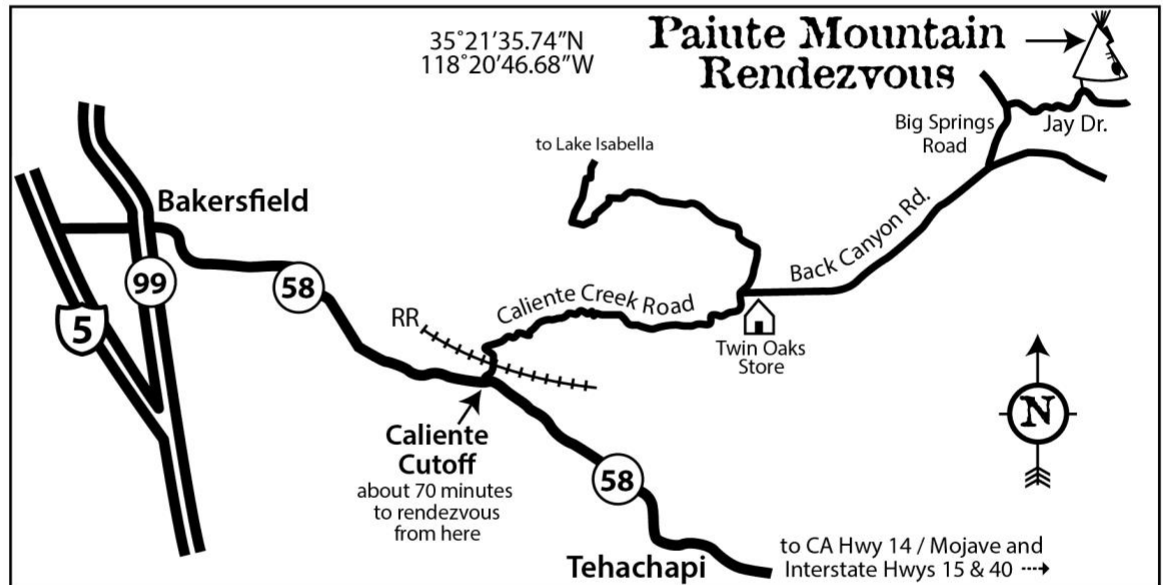 35°21'35.74"N
118°20'46.68"W
Paiute Mountain
Rendezvous
Big Springs
Road
Jay Dr.
to Lake Isabella
Bakersfield
Back Canyon Rd.
99
58
5
RR
Caliente Creek Road
Twin Oaks
Store
N
Caliente
Cutoff
about 70 minutes
to rendezvous
from here
58
Tehachapi
to CA Hwy 14 / Mojave and
Interstate Hwys 15 & 40